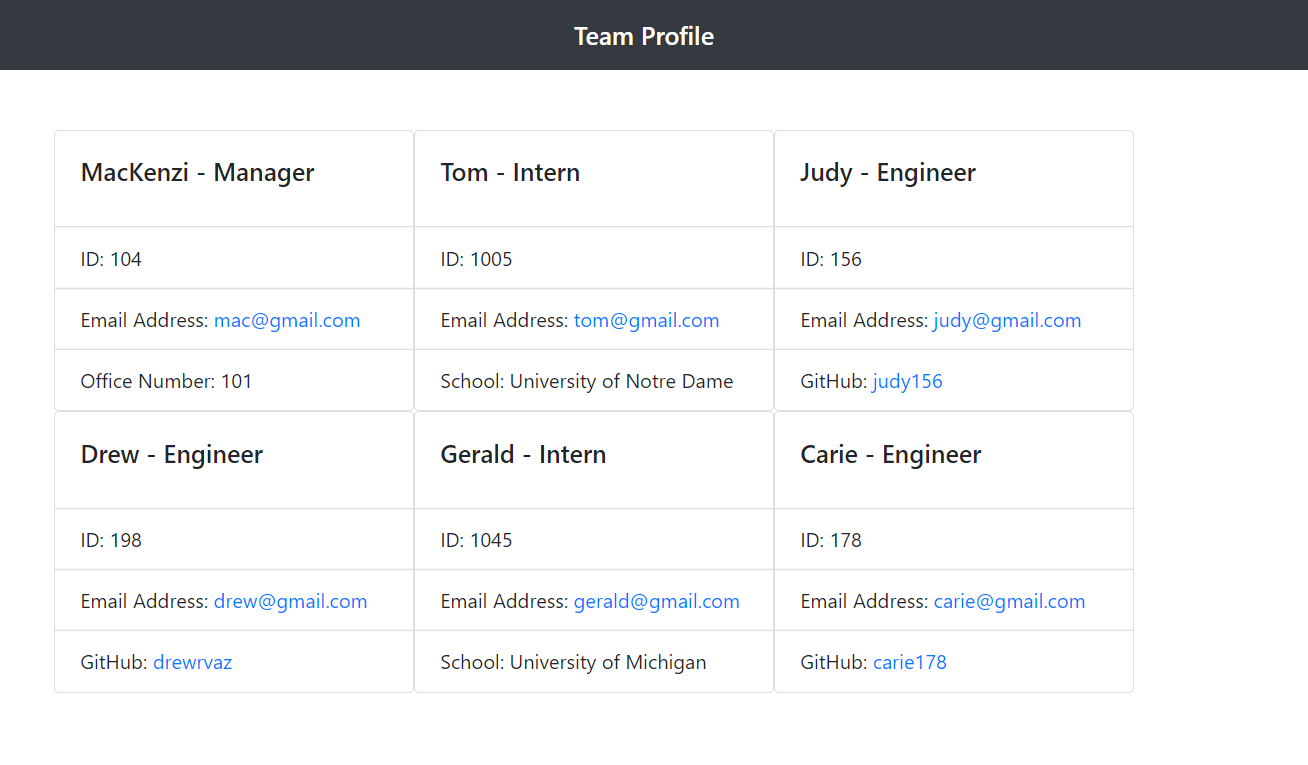 Team Profile
MacKenzi - Manager
ID: 104
Email Address: mac@gmail.com
Office Number: 101
Tom - Intern
ID: 1005
Email Address: tom@gmail.com
School: University of Notre Dame
Judy - Engineer
ID: 156
Email Address: judy@gmail.com
GitHub: judy156
Drew - Engineer
ID: 198
Email Address: drew@gmail.com
GitHub: drewrvaz
Gerald - Intern
ID: 1045
Email Address: gerald@gmail.com
School: University of Michigan
Carie - Engineer
ID: 178
Email Address: carie@gmail.com
GitHub: carie178